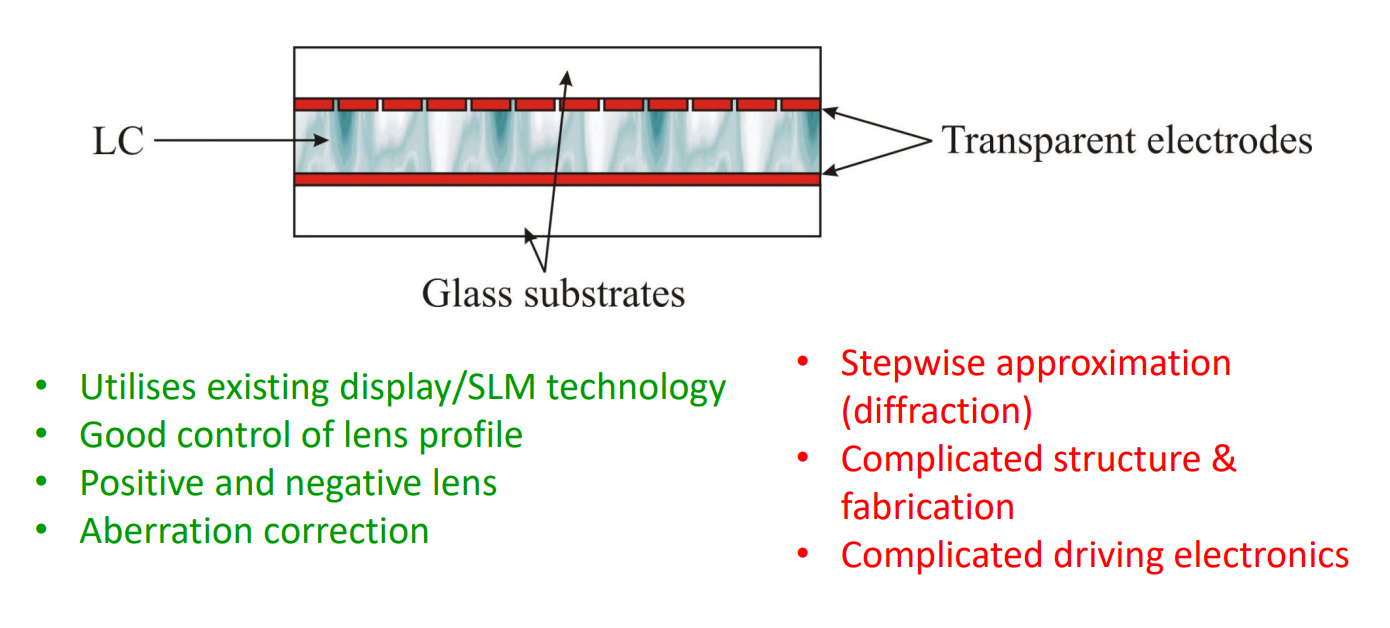 LC
Transparent electrodes
Glass substrates
• Utilises existing display/SLM technology
• Good control of lens profile
• Positive and negative lens
• Aberration correction
• Stepwise approximation
(diffraction)
• Complicated structure &
fabrication
• Complicated driving electronics